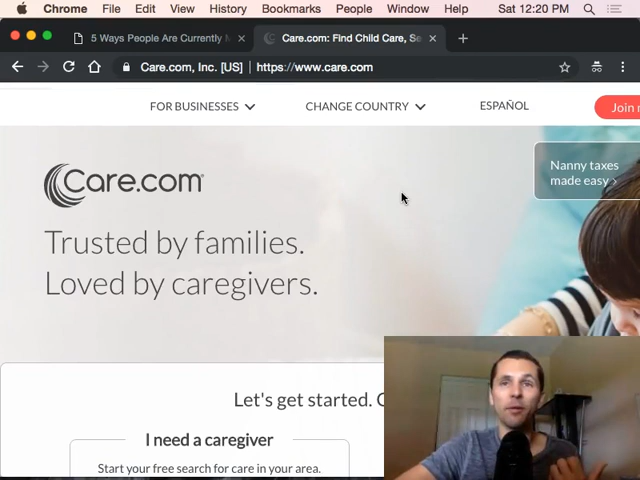 Chrome File Edit View History Bookmarks People Window Help Sat 12:20 PM
5 Ways People Are Currently Care.com: Find Child Care,
Care.com, Inc. [US] | https://www.care.com
FOR BUSINESSES CHANGE COUNTRY ESPAÑOL Join
Nanny taxes
made easy >
Care.com
Trusted by families.
Loved by caregivers.
Let's get started.
I need a caregiver
Start your free search for care in your area.